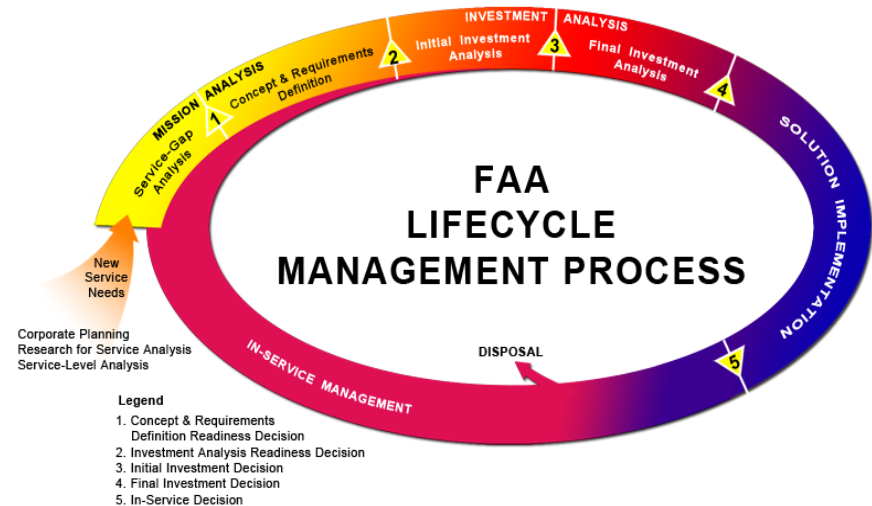 INVESTMENT ANALYSIS
MISSION ANALYSIS
Service-Gap
Analysis
1
Concept & Requirements
Definition
2
Initial Investment
Analysis
3
Final Investment
Analysis
4
SOLUTION IMPLEMENTATION
5
FAA
LIFECYCLE
MANAGEMENT PROCESS
New
Service
Needs
Corporate Planning
Research for Service Analysis
Service-Level Analysis
DISPOSAL
IN-SERVICE MANAGEMENT
Legend
1. Concept & Requirements
Definition Readiness Decision
2. Investment Analysis Readiness Decision
3. Initial Investment Decision
4. Final Investment Decision
5. In-Service Decision